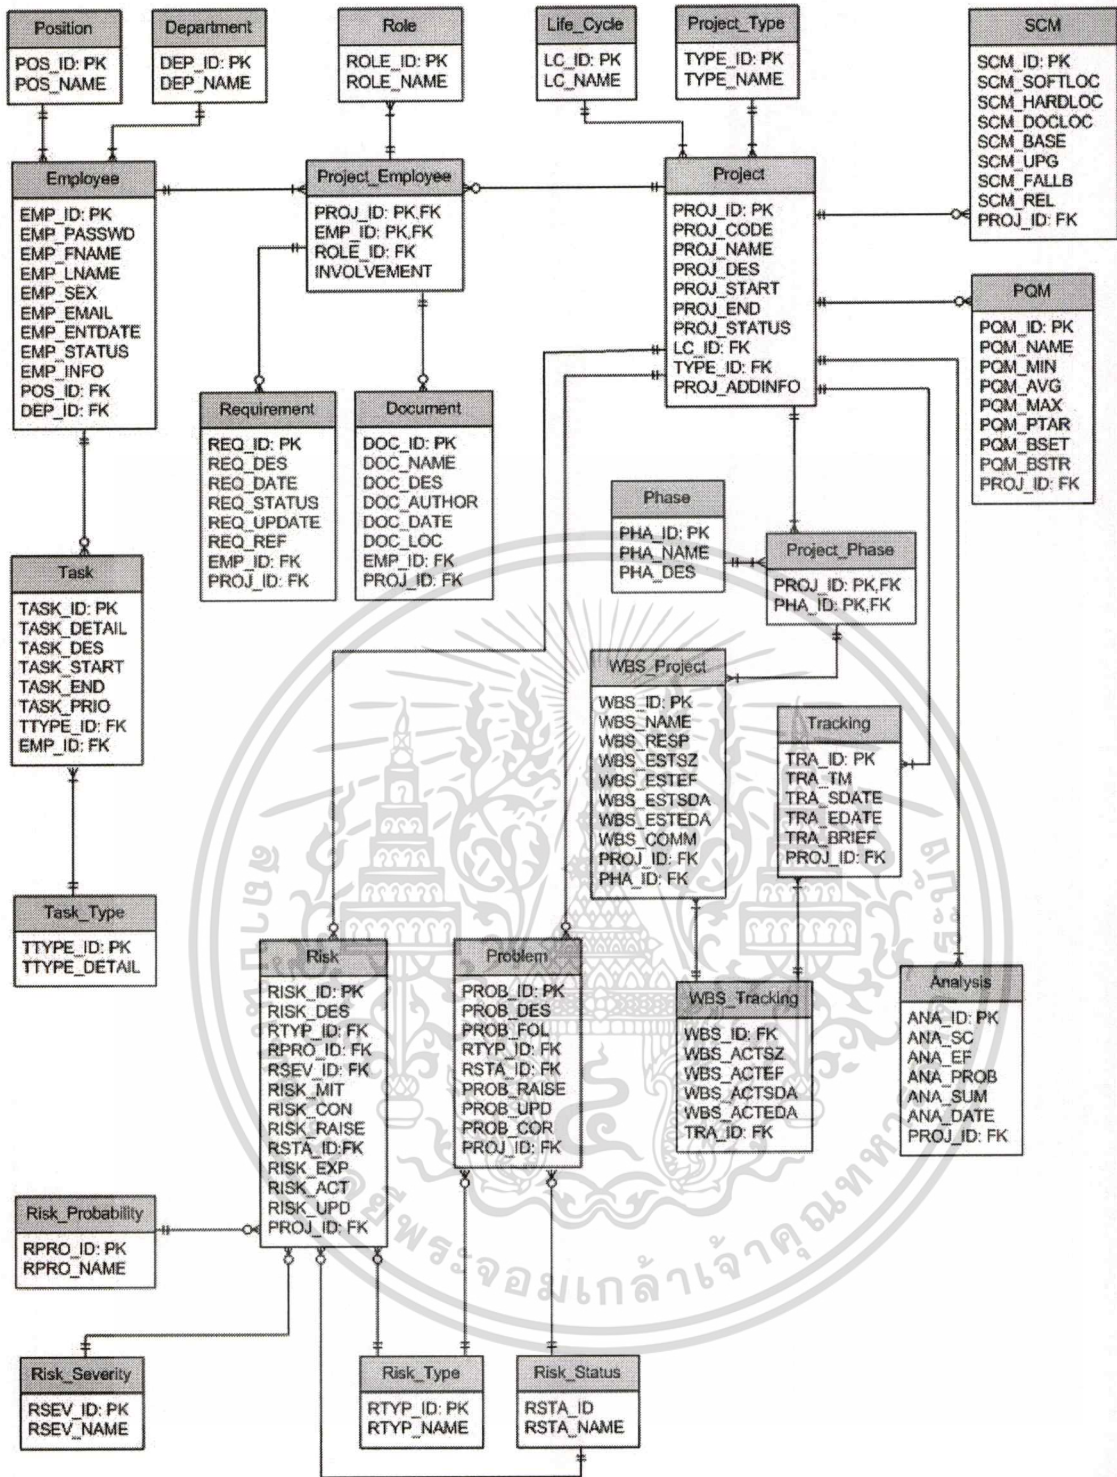 Position
POS_ID: PK
POS_NAME
Department
DEP_ID: PK
DEP_NAME
Role
ROLE_ID: PK
ROLE_NAME
Life_Cycle
LC_ID: PK
LC_NAME
Project_Type
TYPE_ID: PK
TYPE_NAME
SCM
SCM_ID: PK
SCM_SOFTLOC
SCM_HARDLOC
SCM_DOCLOC
SCM_BASE
SCM_UPG
SCM_FALLB
SCM_REL
PROJ_ID: FK
Employee
EMP_ID: PK
EMP_PASSWD
EMP_FNAME
EMP_LNAME
EMP_SEX
EMP_EMAIL
EMP_ENTDATE
EMP_STATUS
EMP_INFO
POS_ID: FK
DEP_ID: FK
Project_Employee
PROJ_ID: PK,FK
EMP_ID: PK,FK
ROLE_ID: FK
INVOLVEMENT
Project
PROJ_ID: PK
PROJ_CODE
PROJ_NAME
PROJ_DES
PROJ_START
PROJ_END
PROJ_STATUS
LC_ID: FK
TYPE_ID: FK
PROJ_ADDINFO
PQM
PQM_ID: PK
PQM_NAME
PQM_MIN
PQM_AVG
PQM_MAX
PQM_PTAR
PQM_BSET
PQM_BSTR
PROJ_ID: FK
Requirement
REQ_ID: PK
REQ_DES
REQ_DATE
REQ_STATUS
REQ_UPDATE
REQ_REF
EMP_ID: FK
PROJ_ID: FK
Document
DOC_ID: PK
DOC_NAME
DOC_DES
DOC_AUTHOR
DOC_DATE
DOC_LOC
EMP_ID: FK
PROJ_ID: FK
Phase
PHA_ID: PK
PHA_NAME
PHA_DES
Project_Phase
PROJ_ID: PK,FK
PHA_ID: PK,FK
Task
TASK_ID: PK
TASK_DETAIL
TASK_DES
TASK_START
TASK_END
TASK_PRIO
TTYPE_ID: FK
EMP_ID: FK
WBS_Project
WBS_ID: PK
WBS_NAME
WBS_RESP
WBS_ESTSZ
WBS_ESTEF
WBS_ESTSDA
WBS_ESTEDA
WBS_COMM
PROJ_ID: FK
PHA_ID: FK
Tracking
TRA_ID: PK
TRA_TM
TRA_SDATE
TRA_EDATE
TRA_BRIEF
PROJ_ID: FK
Task_Type
TTYPE_ID: PK
TTYPE_DETAIL
Risk
RISK_ID: PK
RISK_DES
RTYP_ID: FK
RPRO_ID: FK
RSEV_ID: FK
RISK_MIT
RISK_CON
RISK_RAISE
RSTA_ID:FK
RISK_EXP
RISK_ACT
RISK_UPD
PROJ_ID: FK
Problem
PROB_ID: PK
PROB_DES
PROB_FOL
RTYP_ID: FK
RSTA_ID: FK
PROB_RAISE
PROB_UPD
PROB_COR
PROJ_ID: FK
WBS_Tracking
WBS_ID: FK
WBS_ACTSZ
WBS_ACTEF
WBS_ACTSDA
WBS_ACTEDA
TRA_ID: FK
Analysis
ANA_ID: PK
ANA_SC
ANA_EF
ANA_PROB
ANA_SUM
ANA_DATE
PROJ_ID: FK
Risk_Probability
RPRO_ID: PK
RPRO_NAME
Risk_Severity
RSEV_ID: PK
RSEV_NAME
Risk_Type
RTYP_ID: PK
RTYP_NAME
Risk_Status
RSTA_ID
RSTA_NAME